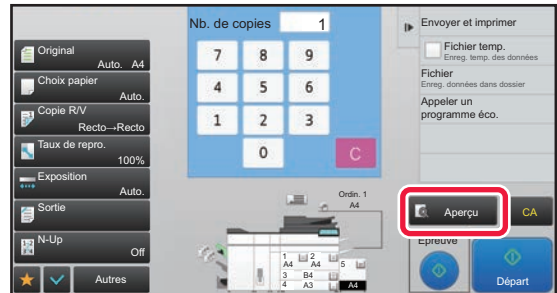 Nb. de copies 1
Original
Auto. A4
Choix papier
Auto.
Copie R/V
Recto→Recto
Taux de repro.
100%
Exposition
Auto.
Sortie
N-Up
Off
Autres
7 8 9
4 5 6
1 2 3
0 C
Ordin. 1
A4
1 A4 2 A4 5
3 B4
4 A3 A4
Envoyer et imprimer
Fichier temp.
Enreg. temp. des données
Fichier
Enreg. données dans dossier
Appeler un
programme éco.
Aperçu
CA
Epreuve
Départ